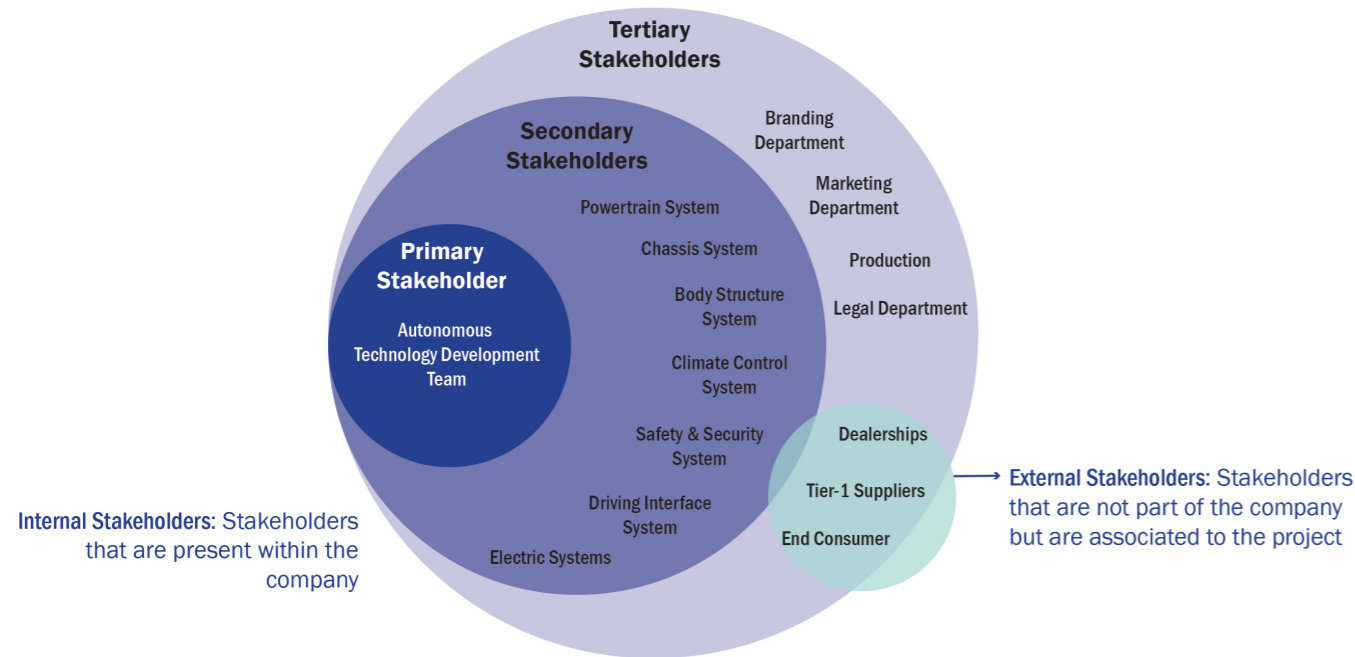 Tertiary
Stakeholders
Branding
Department
Marketing
Department
Production
Legal Department
Secondary
Stakeholders
Powertrain System
Chassis System
Body Structure
System
Climate Control
System
Safety & Security
System
Driving Interface
System
Electric Systems
Primary
Stakeholder
Autonomous
Technology Development
Team
Dealerships
Tier-1 Suppliers
End Consumer
Internal Stakeholders: Stakeholders
that are present within the
company
External Stakeholders: Stakeholders
that are not part of the company
but are associated to the project